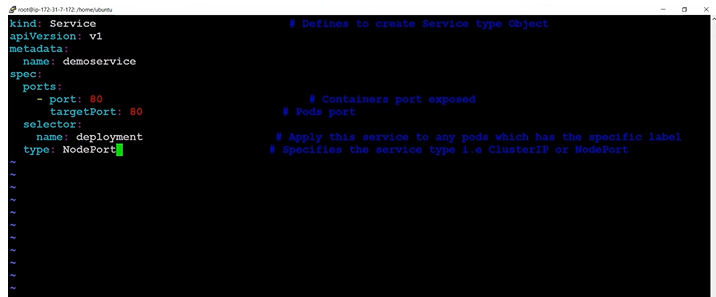 root@ip-172-31-7-172: /home/ubuntu
kind: Service # Defines to create Service type Object
apiVersion: v1
metadata:
name: demoservice
spec:
ports:
- port: 80 # Containers port exposed
targetPort: 80 # Pods port
selector:
name: deployment # Apply this service to any pods which has the specific label
type: NodePort # Specifies the service type i.e ClusterIP or NodePort
~
~
~
~
~
~
~
~
~
~
~